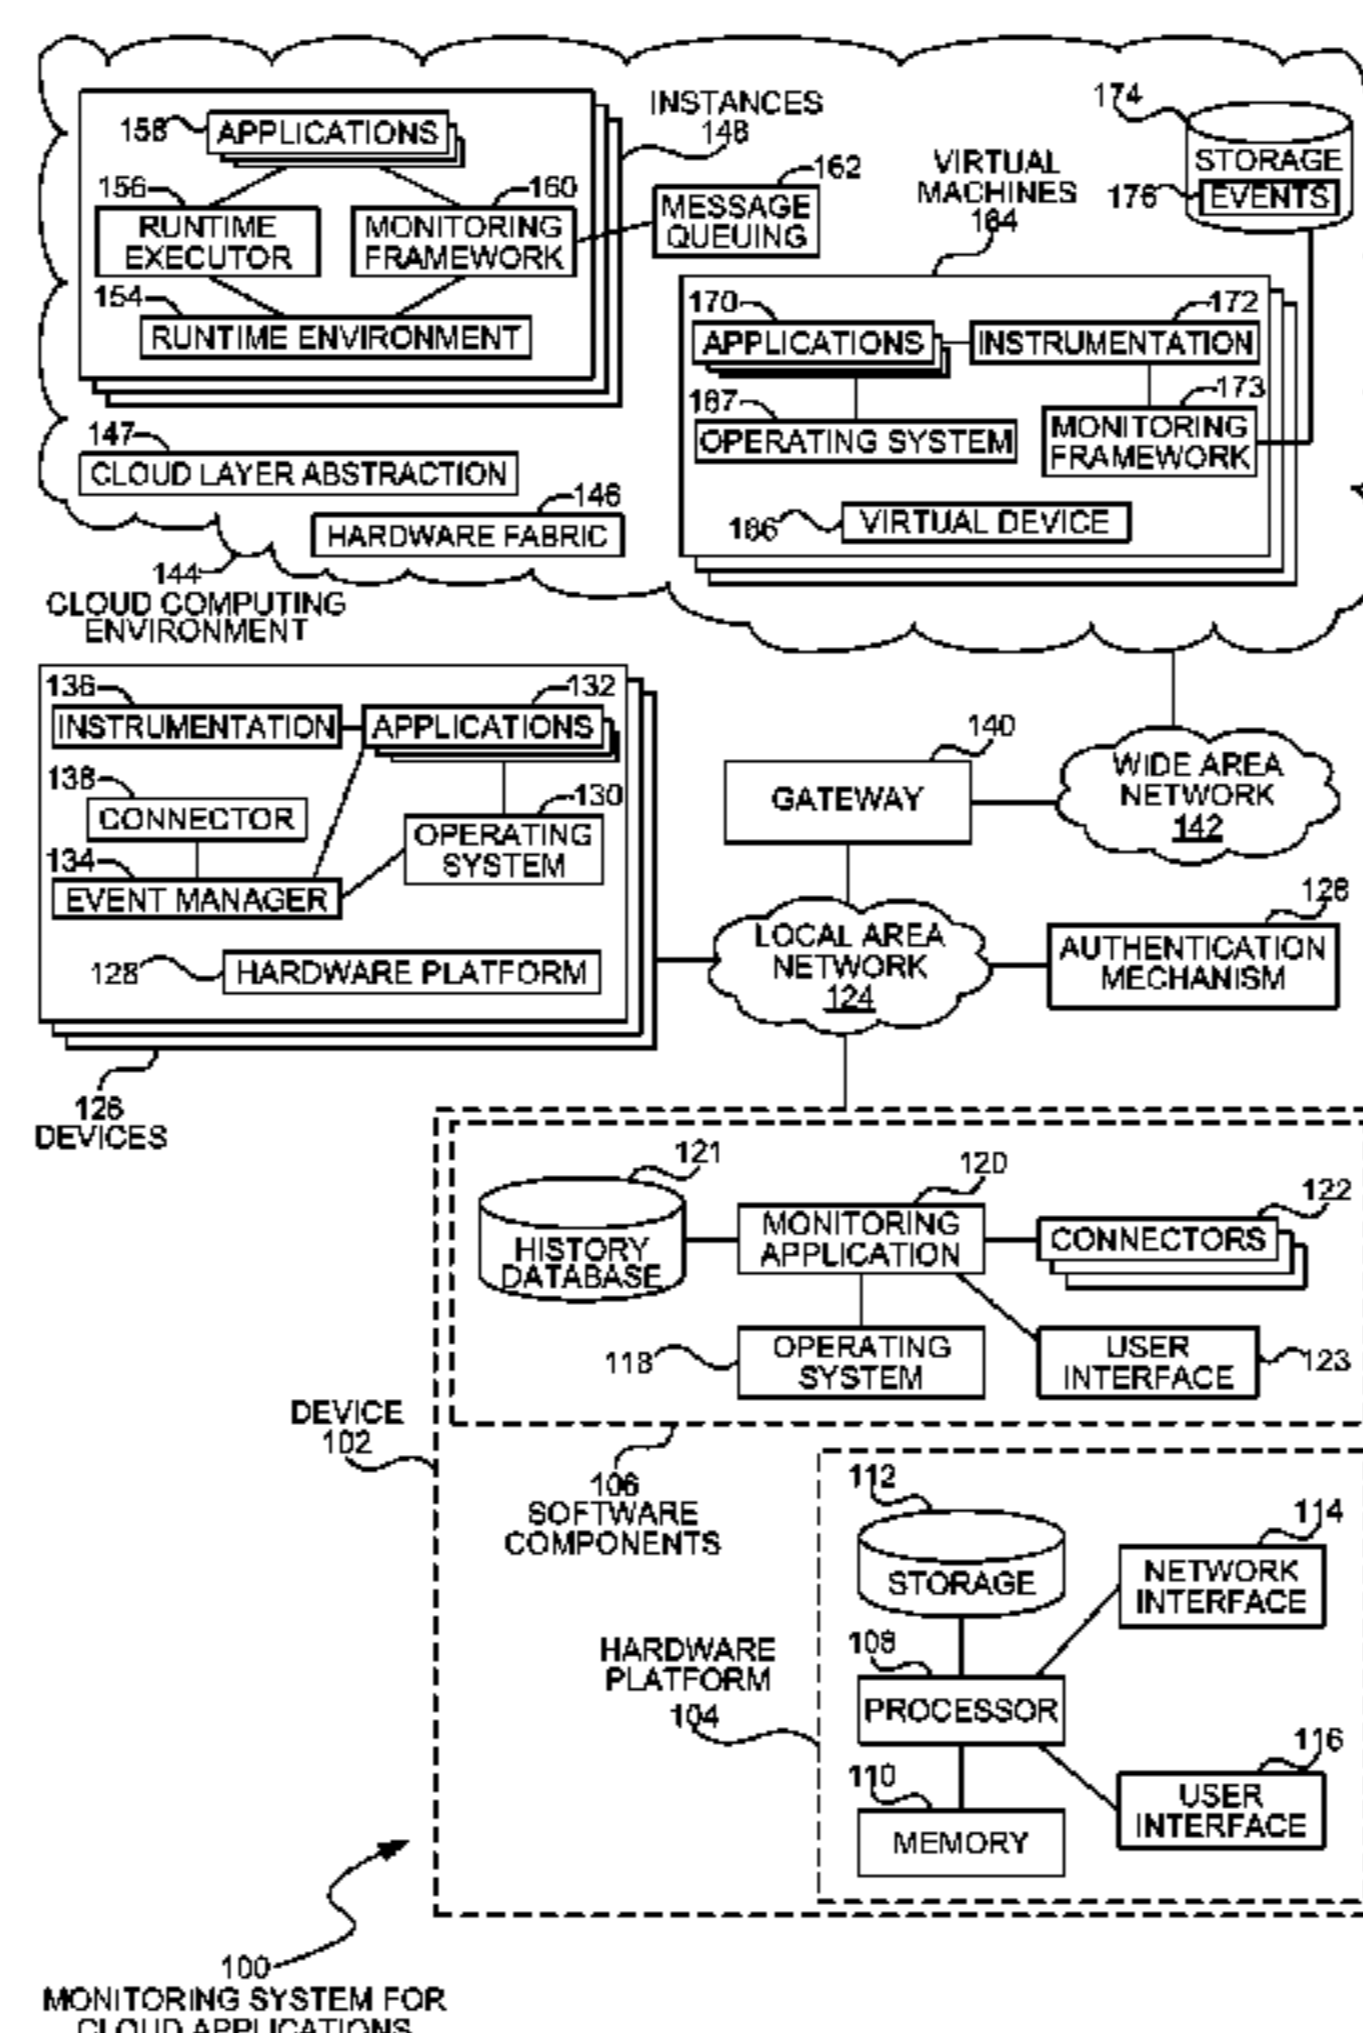 INSTANCES
148
174
158
APPLICATIONS
STORAGE
176
EVENTS
156
160
162
VIRTUAL
MACHINES
164
RUNTIME
EXECUTOR
MONITORING
FRAMEWORK
MESSAGE
QUEUING
154
RUNTIME ENVIRONMENT
170
172
APPLICATIONS
INSTRUMENTATION
167
173
OPERATING SYSTEM
MONITORING
FRAMEWORK
147
CLOUD LAYER ABSTRACTION
146
HARDWARE FABRIC
166
VIRTUAL DEVICE
144
CLOUD COMPUTING
ENVIRONMENT
136
132
INSTRUMENTATION
APPLICATIONS
138
CONNECTOR
130
OPERATING
SYSTEM
134
EVENT MANAGER
128
HARDWARE PLATFORM
126
DEVICES
140
GATEWAY
WIDE AREA
NETWORK
142
LOCAL AREA
NETWORK
124
128
AUTHENTICATION
MECHANISM
121
HISTORY
DATABASE
120
MONITORING
APPLICATION
122
CONNECTORS
118
OPERATING
SYSTEM
USER
INTERFACE
123
DEVICE
102
106
SOFTWARE
COMPONENTS
112
STORAGE
114
NETWORK
INTERFACE
HARDWARE
PLATFORM
104
108
PROCESSOR
116
USER
INTERFACE
110
MEMORY
100
MONITORING SYSTEM FOR
CLOUD APPLICATIONS